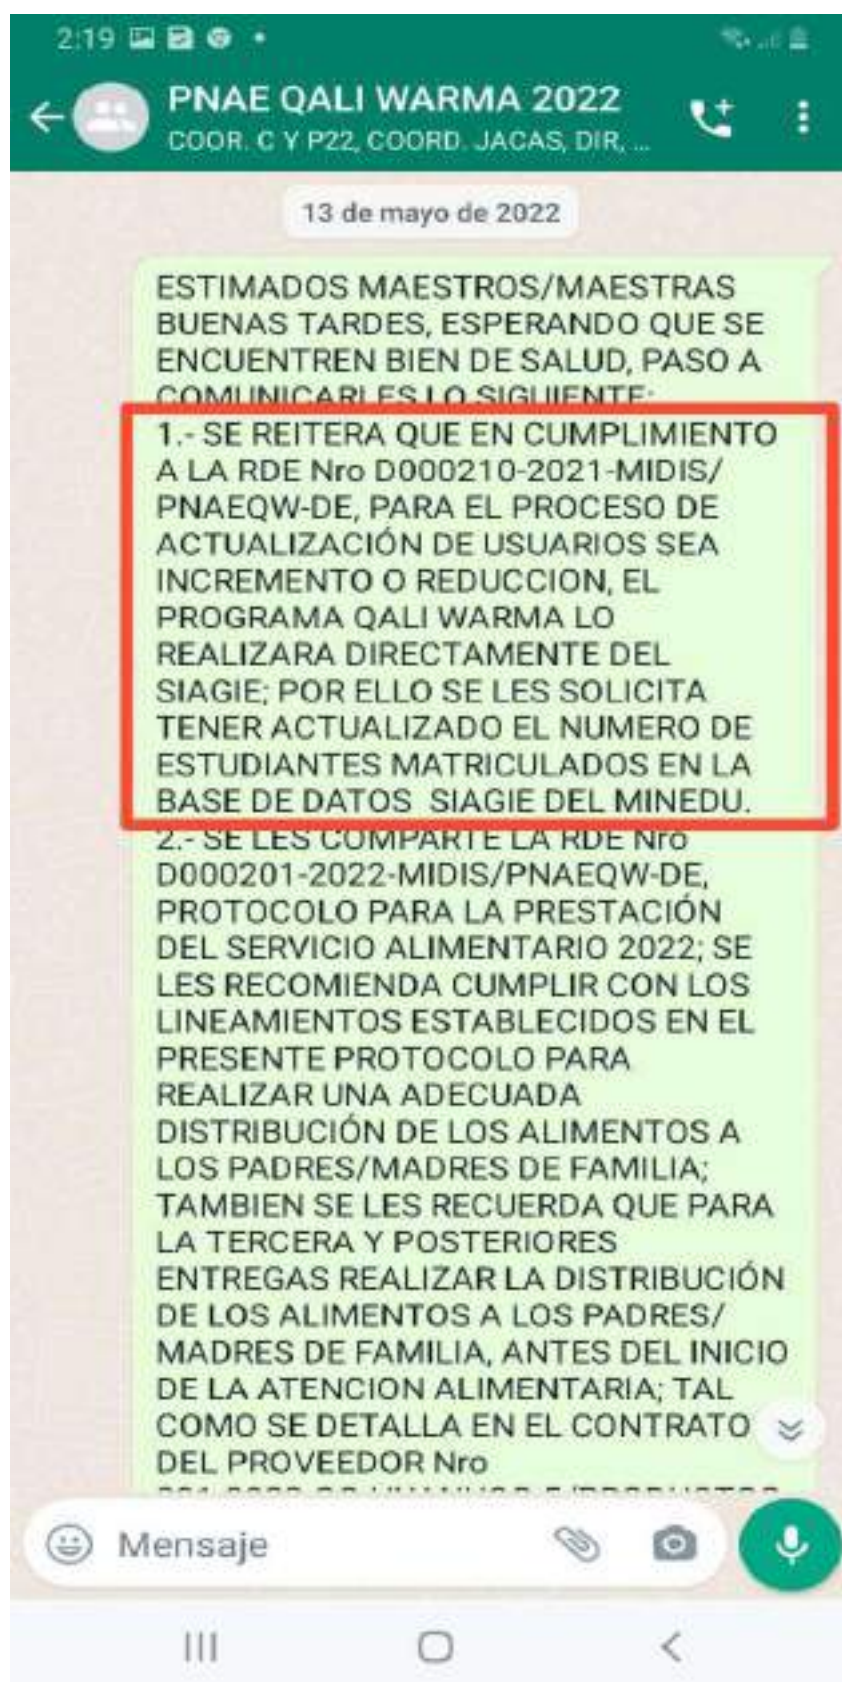 2:19
PNAE QALI WARMA 2022
COOR. C Y P22, COORD. JACAS, DIR, ...
13 de mayo de 2022
ESTIMADOS MAESTROS/MAESTRAS
BUENAS TARDES, ESPERANDO QUE SE
ENCUENTREN BIEN DE SALUD, PASO A
COMUNICARLES LO SIGUIENTE:
1.- SE REITERA QUE EN CUMPLIMIENTO
A LA RDE Nro D000210-2021-MIDIS/
PNAEQW-DE, PARA EL PROCESO DE
ACTUALIZACIÓN DE USUARIOS SEA
INCREMENTO O REDUCCION, EL
PROGRAMA QALI WARMA LO
REALIZARA DIRECTAMENTE DEL
SIAGIE; POR ELLO SE LES SOLICITA
TENER ACTUALIZADO EL NUMERO DE
ESTUDIANTES MATRICULADOS EN LA
BASE DE DATOS SIAGIE DEL MINEDU.
2.- SE LES COMPARTE LA RDE Nro
D000201-2022-MIDIS/PNAEQW-DE,
PROTOCOLO PARA LA PRESTACIÓN
DEL SERVICIO ALIMENTARIO 2022; SE
LES RECOMIENDA CUMPLIR CON LOS
LINEAMIENTOS ESTABLECIDOS EN EL
PRESENTE PROTOCOLO PARA
REALIZAR UNA ADECUADA
DISTRIBUCIÓN DE LOS ALIMENTOS A
LOS PADRES/MADRES DE FAMILIA;
TAMBIEN SE LES RECUERDA QUE PARA
LA TERCERA Y POSTERIORES
ENTREGAS REALIZAR LA DISTRIBUCIÓN
DE LOS ALIMENTOS A LOS PADRES/
MADRES DE FAMILIA, ANTES DEL INICIO
DE LA ATENCION ALIMENTARIA; TAL
COMO SE DETALLA EN EL CONTRATO
DEL PROVEEDOR Nro
Mensaje